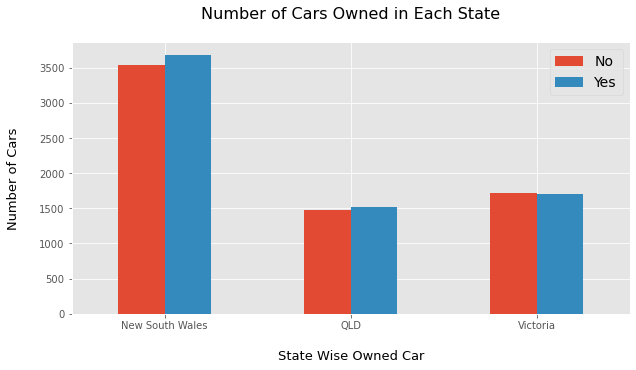 Number of Cars Owned in Each State
No
Yes
Number of Cars
3500
3000
2500
2000
1500
1000
500
0
New South Wales
QLD
Victoria
State Wise Owned Car